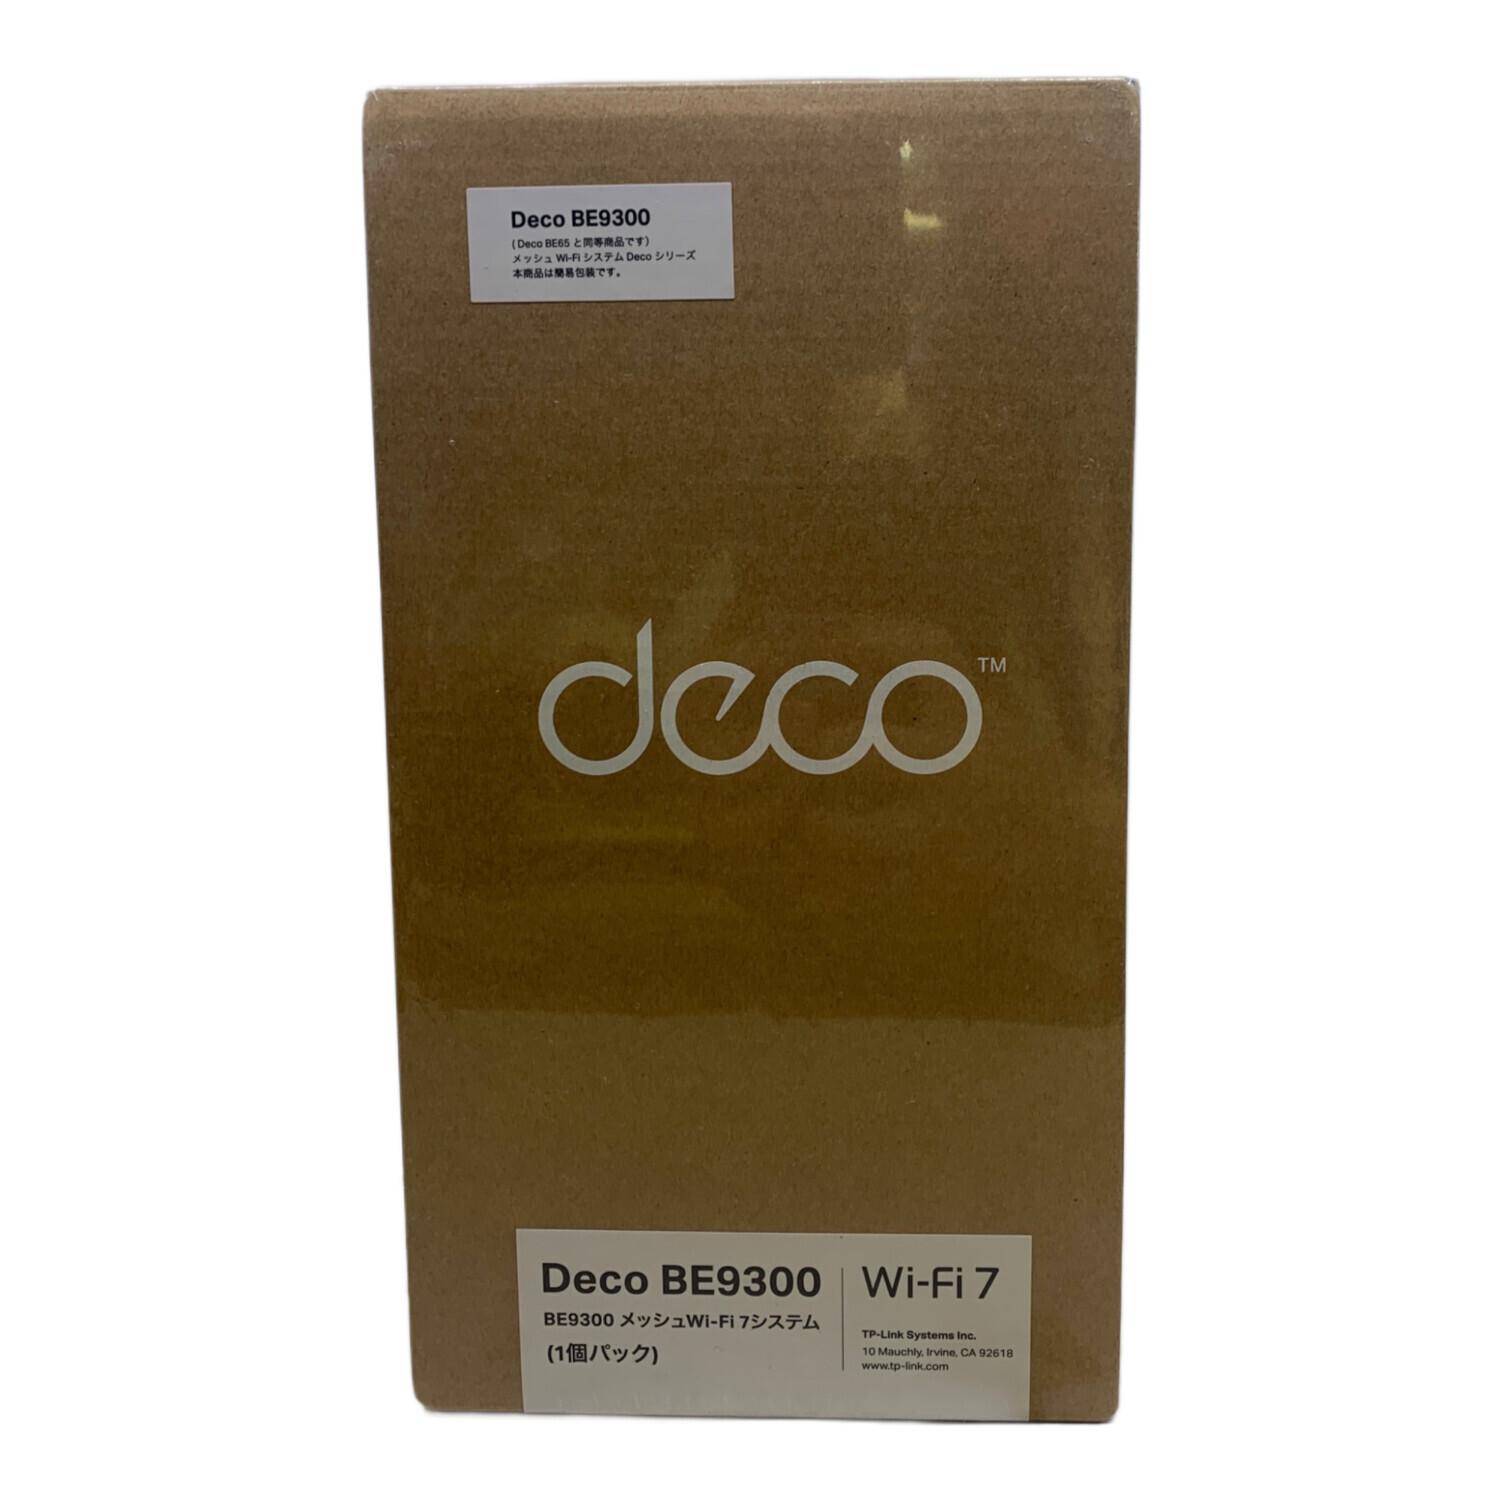 Deco BE9300
(Deco BE65 と同等商品です)
メッシュ Wi-Fi システム Deco シリーズ
本商品は簡易包装です。
deco™
Deco BE9300
BE9300 メッシュWi-Fi 7システム
(1個パック)
Wi-Fi 7
TP-Link Systems Inc.
10 Mauchly, Irvine, CA 92618
www.tp-link.com